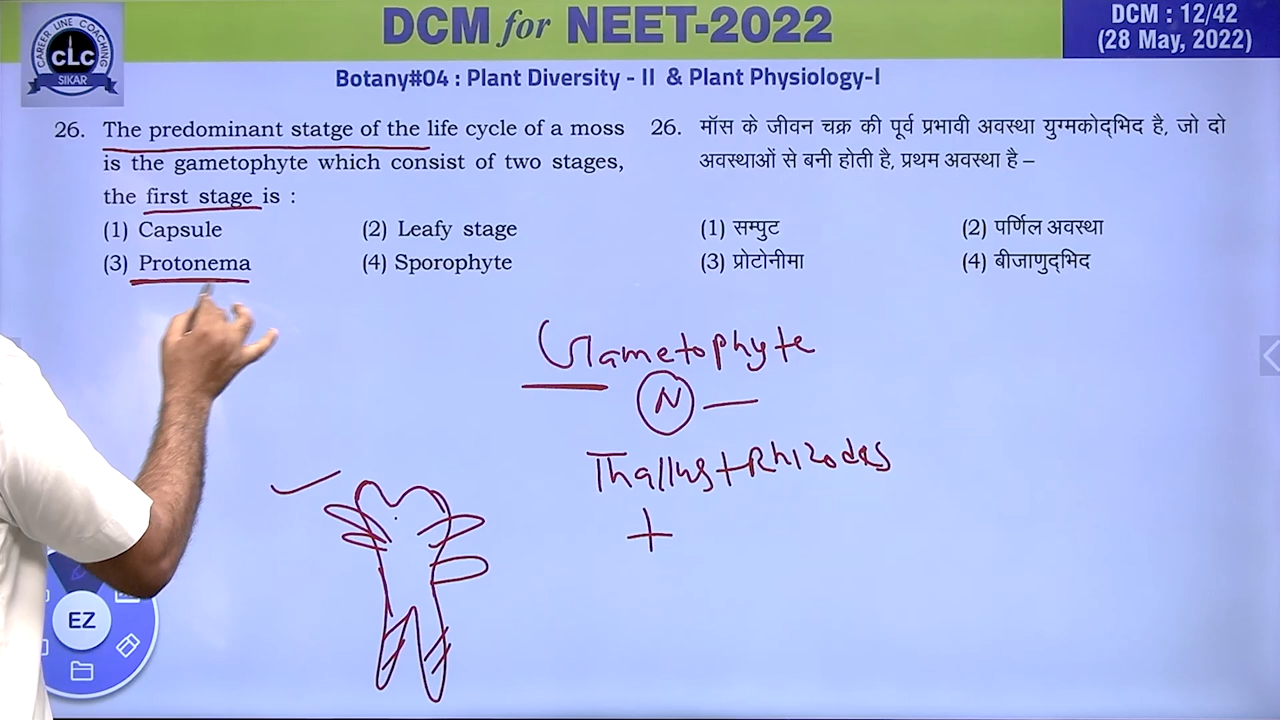 CAREER LINE COACHING
CLC
SIKAR
DCM for NEET-2022
DCM : 12/42
(28 May, 2022)
Botany#04 : Plant Diversity - II & Plant Physiology-I
26. The predominant statge of the life cycle of a moss
is the gametophyte which consist of two stages,
the first stage is :
(1) Capsule (2) Leafy stage
(3) Protonema (4) Sporophyte
26. मॉस के जीवन चक्र की पूर्व प्रभावी अवस्था युग्मकोद्‌भिद है, जो दो
अवस्थाओं से बनी होती है, प्रथम अवस्था है –
(1) सम्पुट (2) पर्णिल अवस्था
(3) प्रोटोनीमा (4) बीजाणुद्‌भिद
Gametophyte
N
Thallus + Rhizodes
+
EZ